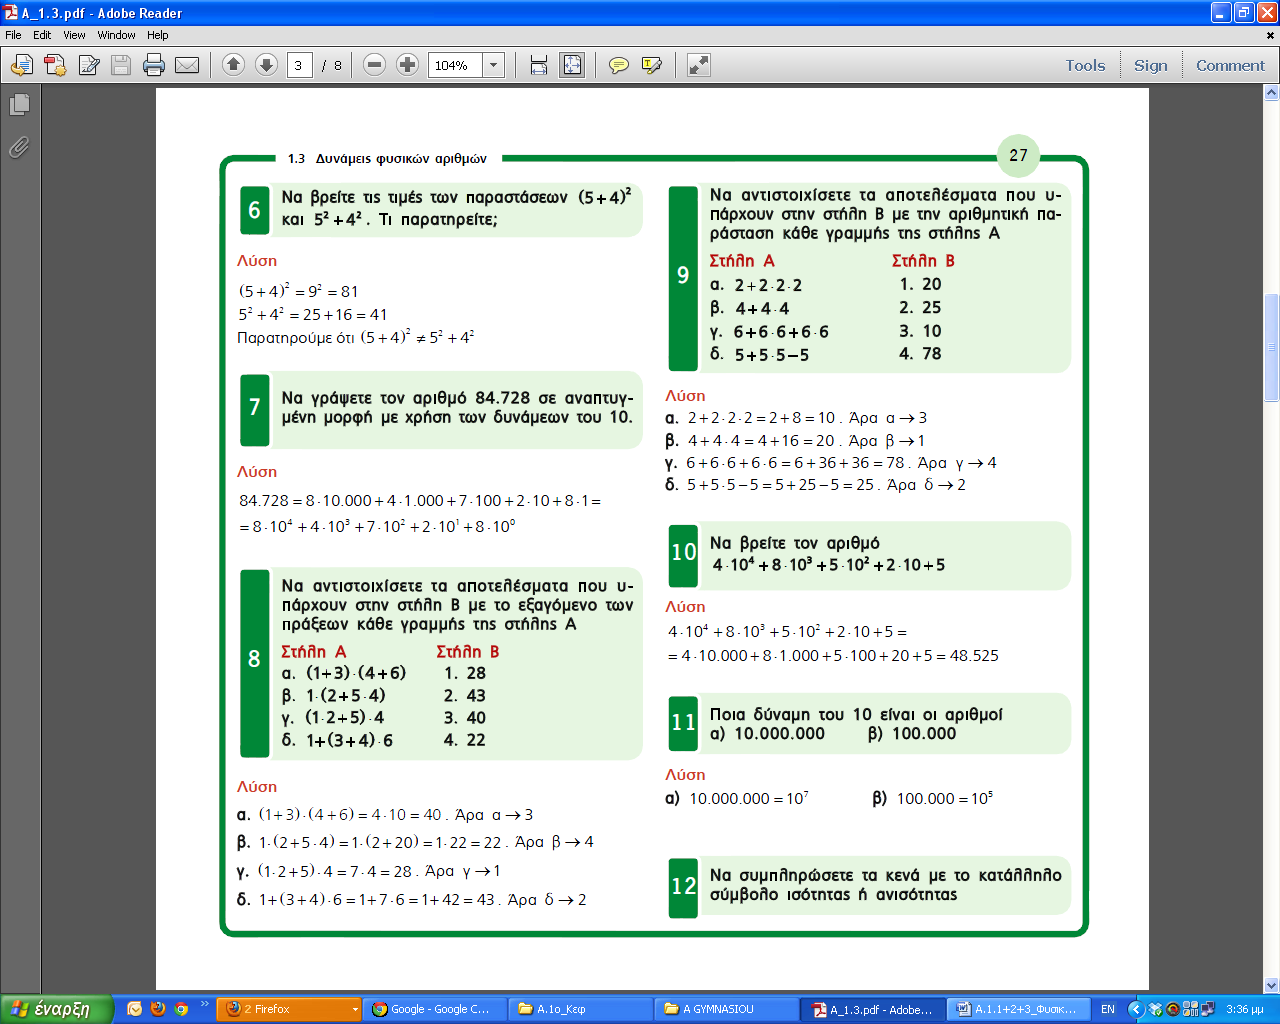 A_1.3.pdf - Adobe Reader
File Edit View Window Help
3 / 8 104% Tools Sign Comment
1.3 Δυνάμεις φυσικών αριθμών 27
6 Να βρείτε τις τιμές των παραστάσεων (5+4)²
και 5²+4². Τι παρατηρείτε;
Λύση
(5+4)² = 9² = 81
5²+4² = 25+16 = 41
Παρατηρούμε ότι (5+4)² ≠ 5²+4²
7 Να γράψετε τον αριθμό 84.728 σε αναπτυγ-
μένη μορφή με χρήση των δυνάμεων του 10.
Λύση
84.728 = 8·10.000+4·1.000+7·100+2·10+8·1=
= 8·10⁴+4·10³+7·10²+2·10¹+8·10⁰
8 Να αντιστοιχίσετε τα αποτελέσματα που υ-
πάρχουν στην στήλη Β με το εξαγόμενο των
πράξεων κάθε γραμμής της στήλης Α
Στήλη Α Στήλη Β
α. (1+3)·(4+6) 1. 28
β. 1·(2+5·4) 2. 43
γ. (1·2+5)·4 3. 40
δ. 1+(3+4)·6 4. 22
Λύση
α. (1+3)·(4+6) = 4·10 = 40. Άρα α→3
β. 1·(2+5·4) = 1·(2+20) = 1·22 = 22. Άρα β→4
γ. (1·2+5)·4 = 7·4 = 28. Άρα γ→1
δ. 1+(3+4)·6 = 1+7·6 = 1+42 = 43. Άρα δ→2
9 Να αντιστοιχίσετε τα αποτελέσματα που υ-
πάρχουν στην στήλη Β με την αριθμητική πα-
ράσταση κάθε γραμμής της στήλης Α
Στήλη Α Στήλη Β
α. 2+2·2·2 1. 20
β. 4+4·4 2. 25
γ. 6+6·6+6·6 3. 10
δ. 5+5·5−5 4. 78
Λύση
α. 2+2·2·2 = 2+8 = 10. Άρα α→3
β. 4+4·4 = 4+16 = 20. Άρα β→1
γ. 6+6·6+6·6 = 6+36+36 = 78. Άρα γ→4
δ. 5+5·5−5 = 5+25−5 = 25. Άρα δ→2
10 Να βρείτε τον αριθμό
4·10⁴+8·10³+5·10²+2·10+5
Λύση
4·10⁴+8·10³+5·10²+2·10+5 =
= 4·10.000+8·1.000+5·100+20+5 = 48.525
11 Ποια δύναμη του 10 είναι οι αριθμοί
α) 10.000.000 β) 100.000
Λύση
α) 10.000.000 = 10⁷ β) 100.000 = 10⁵
12 Να συμπληρώσετε τα κενά με το κατάλληλο
σύμβολο ισότητας ή ανισότητας
έναρξη 2 Firefox Google - Google C... Α.1ο_Κεφ A GYMNASIOU A_1.3.pdf - Adobe... Α.1.1+2+3_Φυσικ... EN 3:36 μμ